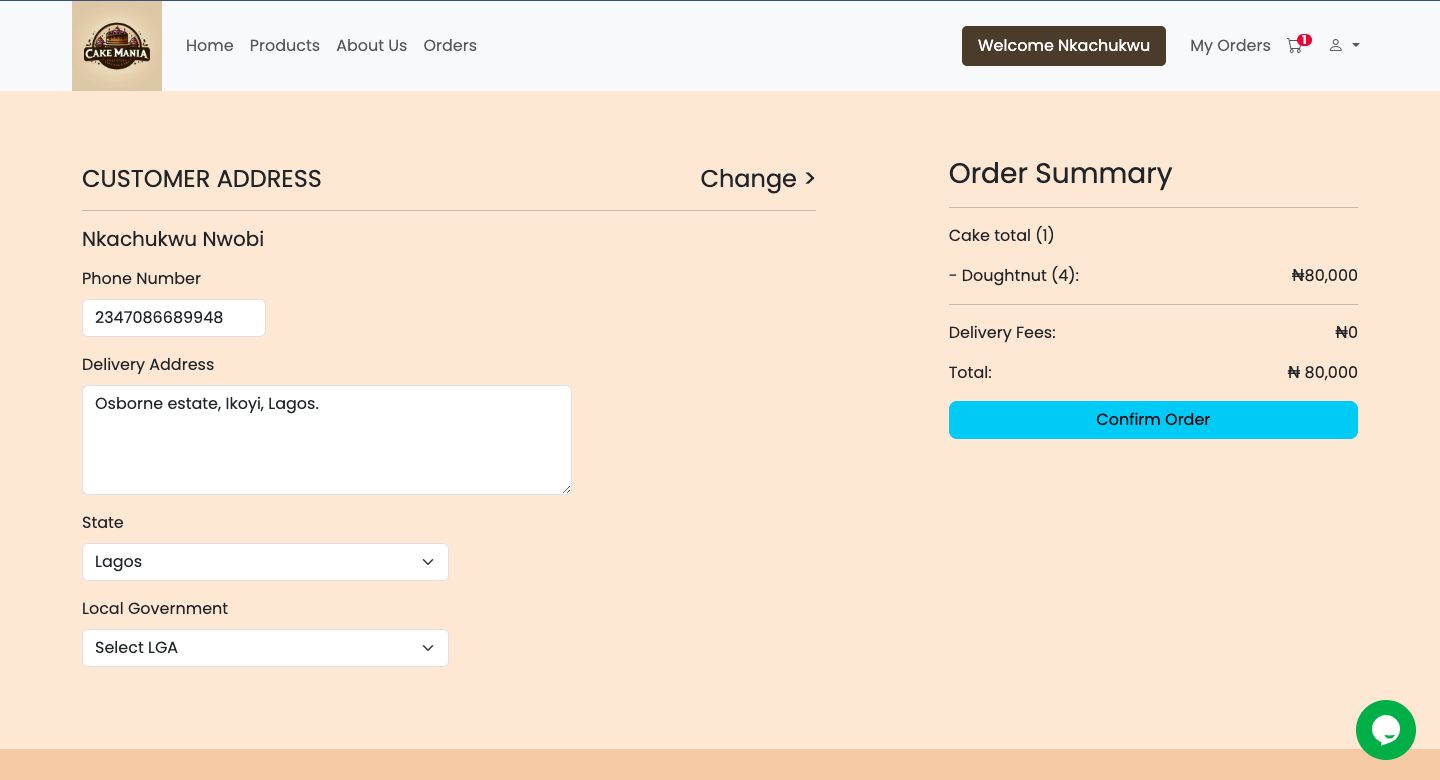 CAKE MANIA
Home Products About Us Orders
Welcome Nkachukwu
My Orders
1
CUSTOMER ADDRESS
Change >
Nkachukwu Nwobi
Phone Number
2347086689948
Delivery Address
Osborne estate, Ikoyi, Lagos.
State
Lagos
Local Government
Select LGA
Order Summary
Cake total (1)
- Doughtnut (4): ₦80,000
Delivery Fees: ₦0
Total: ₦ 80,000
Confirm Order